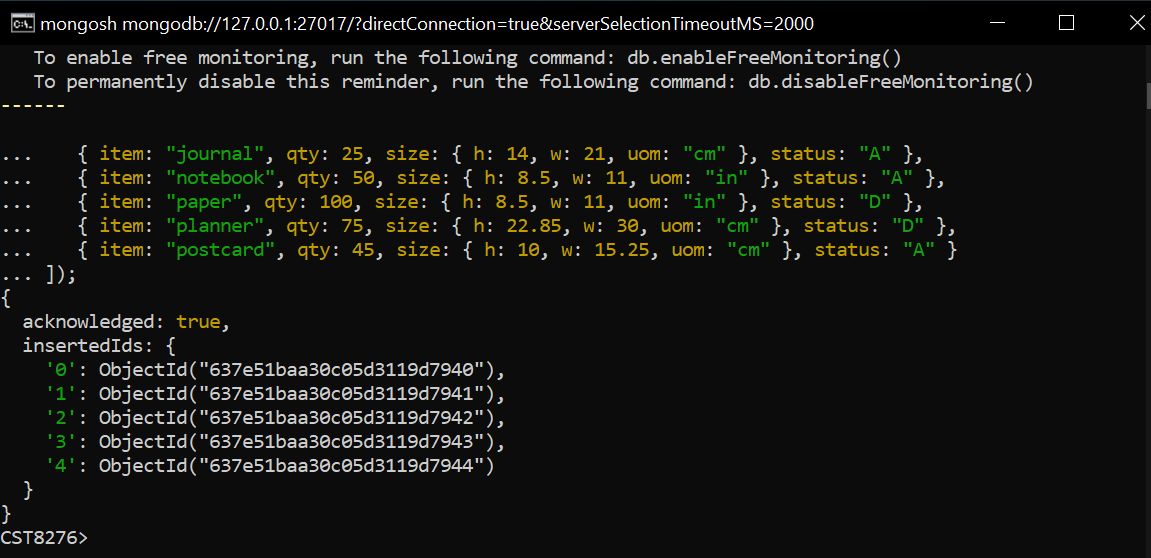 mongosh mongodb://127.0.0.1:27017/?directConnection=true&serverSelectionTimeoutMS=2000
   To enable free monitoring, run the following command: db.enableFreeMonitoring()
   To permanently disable this reminder, run the following command: db.disableFreeMonitoring()
------
...    { item: "journal", qty: 25, size: { h: 14, w: 21, uom: "cm" }, status: "A" },
...    { item: "notebook", qty: 50, size: { h: 8.5, w: 11, uom: "in" }, status: "A" },
...    { item: "paper", qty: 100, size: { h: 8.5, w: 11, uom: "in" }, status: "D" },
...    { item: "planner", qty: 75, size: { h: 22.85, w: 30, uom: "cm" }, status: "D" },
...    { item: "postcard", qty: 45, size: { h: 10, w: 15.25, uom: "cm" }, status: "A" }
... ]);
{
  acknowledged: true,
  insertedIds: {
    '0': ObjectId("637e51baa30c05d3119d7940"),
    '1': ObjectId("637e51baa30c05d3119d7941"),
    '2': ObjectId("637e51baa30c05d3119d7942"),
    '3': ObjectId("637e51baa30c05d3119d7943"),
    '4': ObjectId("637e51baa30c05d3119d7944")
  }
}
CST8276>